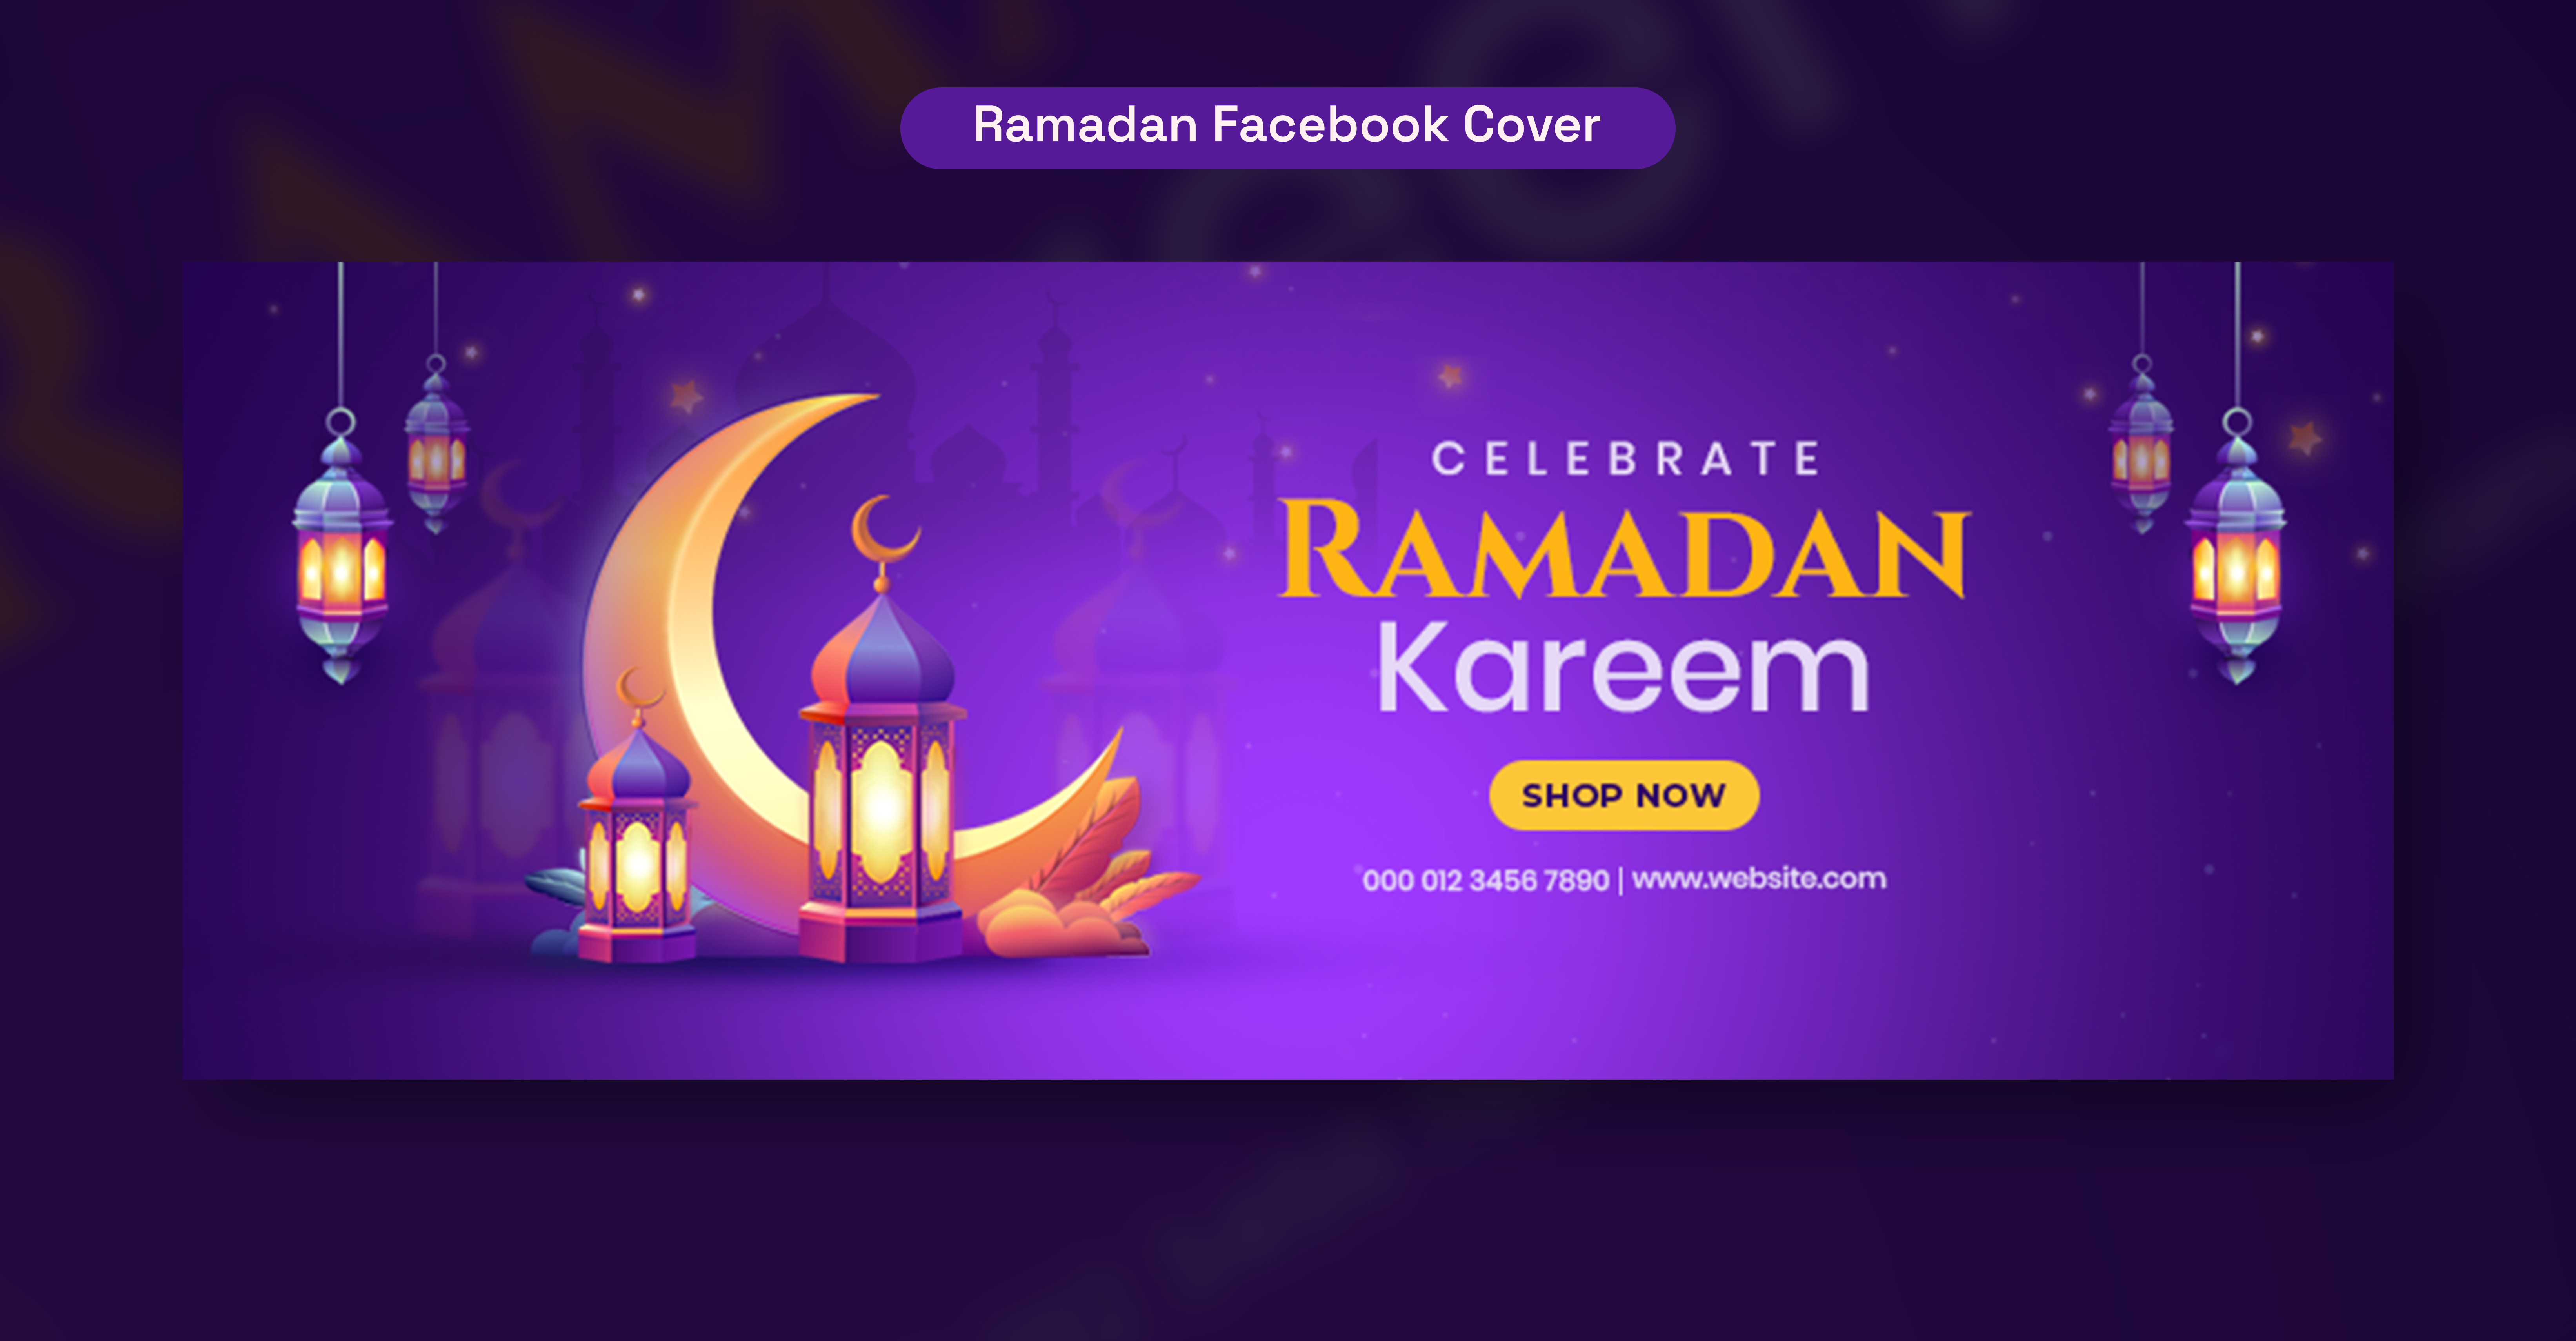 Ramadan Facebook Cover
CELEBRATE
RAMADAN
Kareem
SHOP NOW
000 012 3456 7890 | www.website.com